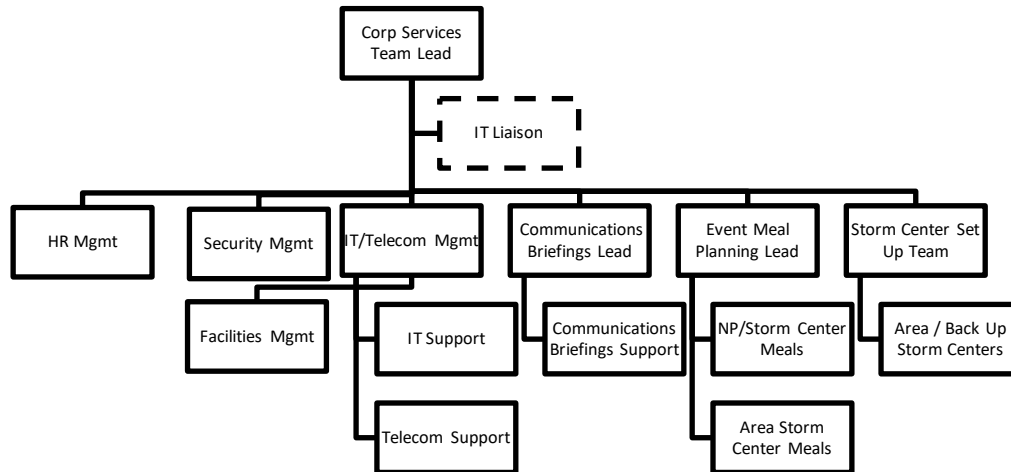 Corp Services
Team Lead
IT Liaison
HR Mgmt
Security Mgmt
IT/Telecom Mgmt
Communications
Briefings Lead
Event Meal
Planning Lead
Storm Center Set
Up Team
Facilities Mgmt
IT Support
Communications
Briefings Support
NP/Storm Center
Meals
Area / Back Up
Storm Centers
Telecom Support
Area Storm
Center Meals